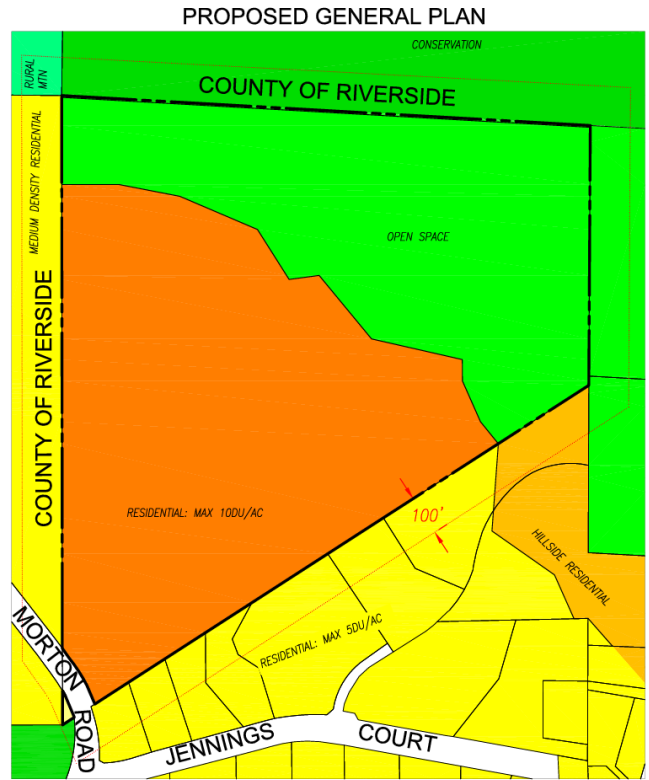 PROPOSED GENERAL PLAN
CONSERVATION
RURAL
MTN
COUNTY OF RIVERSIDE
MEDIUM DENSITY RESIDENTIAL
OPEN SPACE
COUNTY OF RIVERSIDE
RESIDENTIAL: MAX 10DU/AC
100'
HILLSIDE RESIDENTIAL
RESIDENTIAL: MAX 5DU/AC
MORTON
ROAD
JENNINGS
COURT